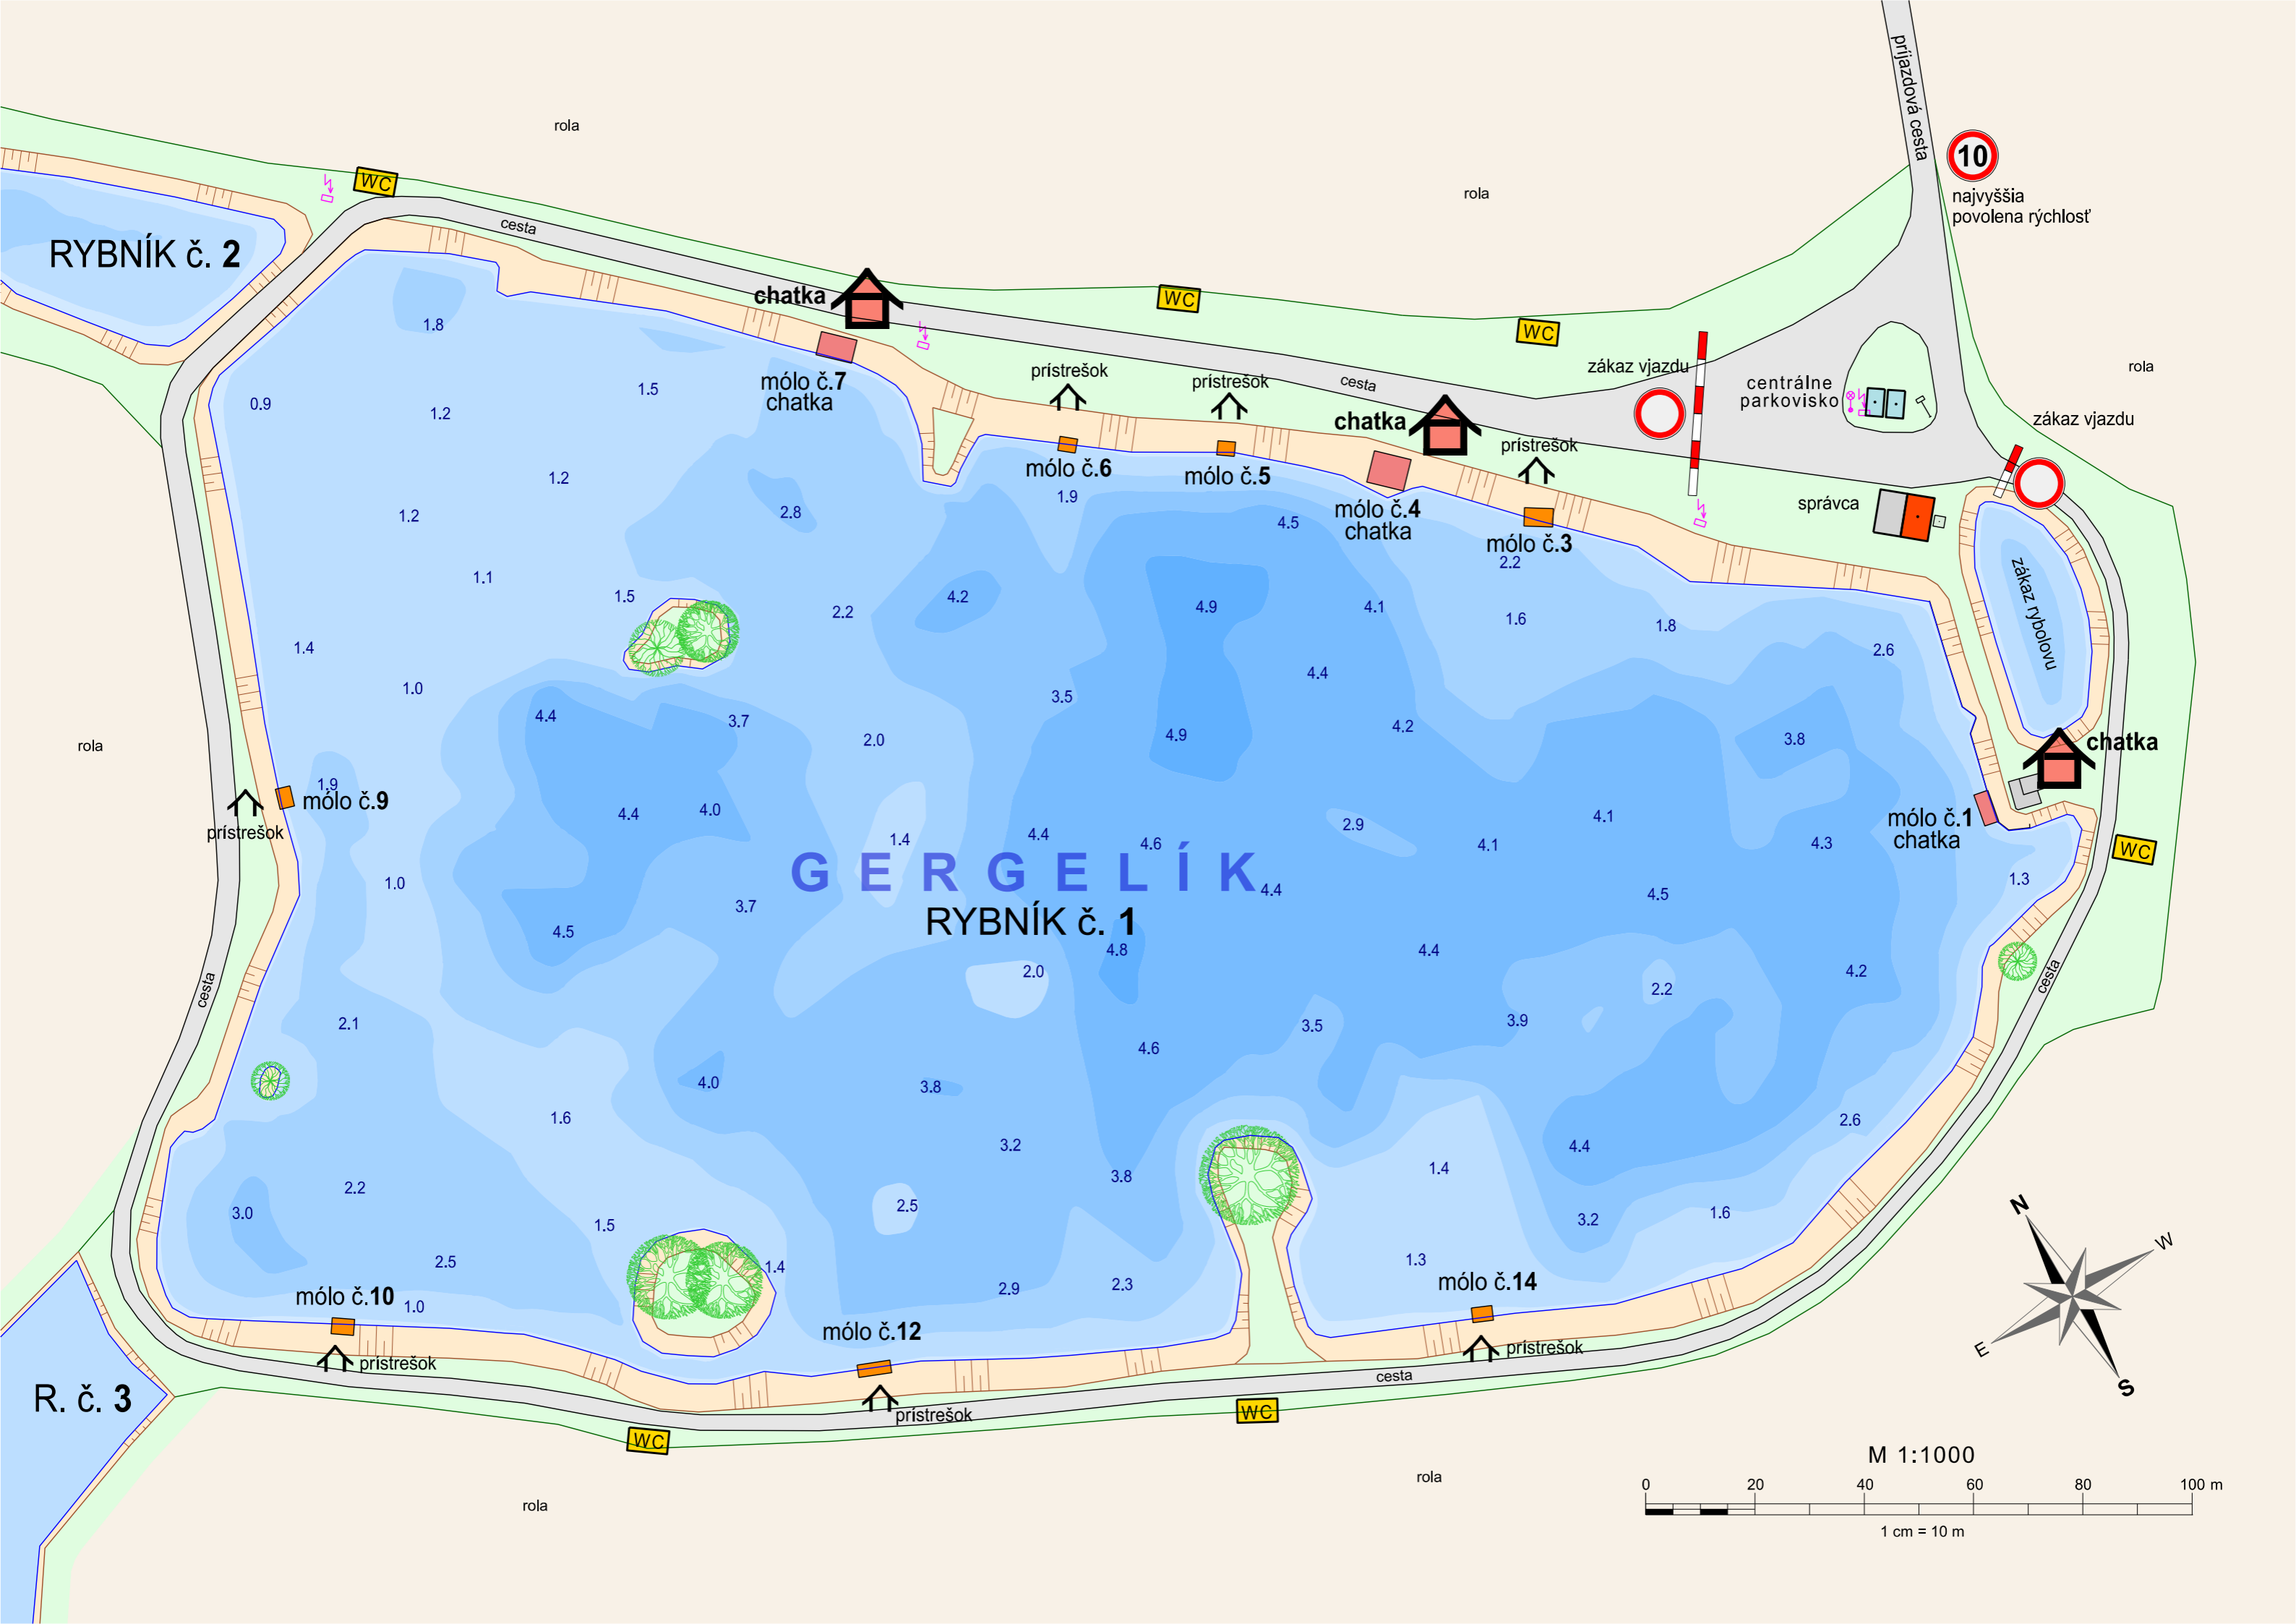 príjazdová cesta
rola
10
najvyššia
povolena rýchlosť
WC
rola
cesta
RYBNÍK č. 2
chatka
WC
WC
1.8
zákaz vjazdu
rola
prístrešok
prístrešok
centrálne
parkovisko
mólo č.7
chatka
cesta
1.5
0.9
1.2
chatka
zákaz vjazdu
prístrešok
mólo č.6
mólo č.5
1.2
1.9
správca
mólo č.4
chatka
1.2
2.8
4.5
mólo č.3
2.2
1.1
1.5
4.2
4.9
4.1
2.2
1.6
1.8
zákaz rybolovu
1.4
2.6
4.4
1.0
3.5
4.4
3.7
4.2
4.9
2.0
3.8
rola
chatka
1.9
mólo č.9
4.4
4.0
4.1
mólo č.1
chatka
prístrešok
2.9
1.4
4.4
4.6
4.1
4.3
WC
GERGELÍK
1.0
4.4
4.5
1.3
3.7
RYBNÍK č. 1
4.5
4.8
4.4
2.0
4.2
cesta
cesta
2.2
2.1
3.5
3.9
4.6
4.0
3.8
1.6
2.6
3.2
4.4
1.4
3.8
2.2
3.0
2.5
1.5
3.2
1.6
N
W
2.5
1.4
1.3
mólo č.10
1.0
2.9
2.3
mólo č.14
mólo č.12
E
S
prístrešok
prístrešok
cesta
R. č. 3
prístrešok
WC
WC
M 1:1000
rola
rola
0 20 40 60 80 100 m
1 cm = 10 m